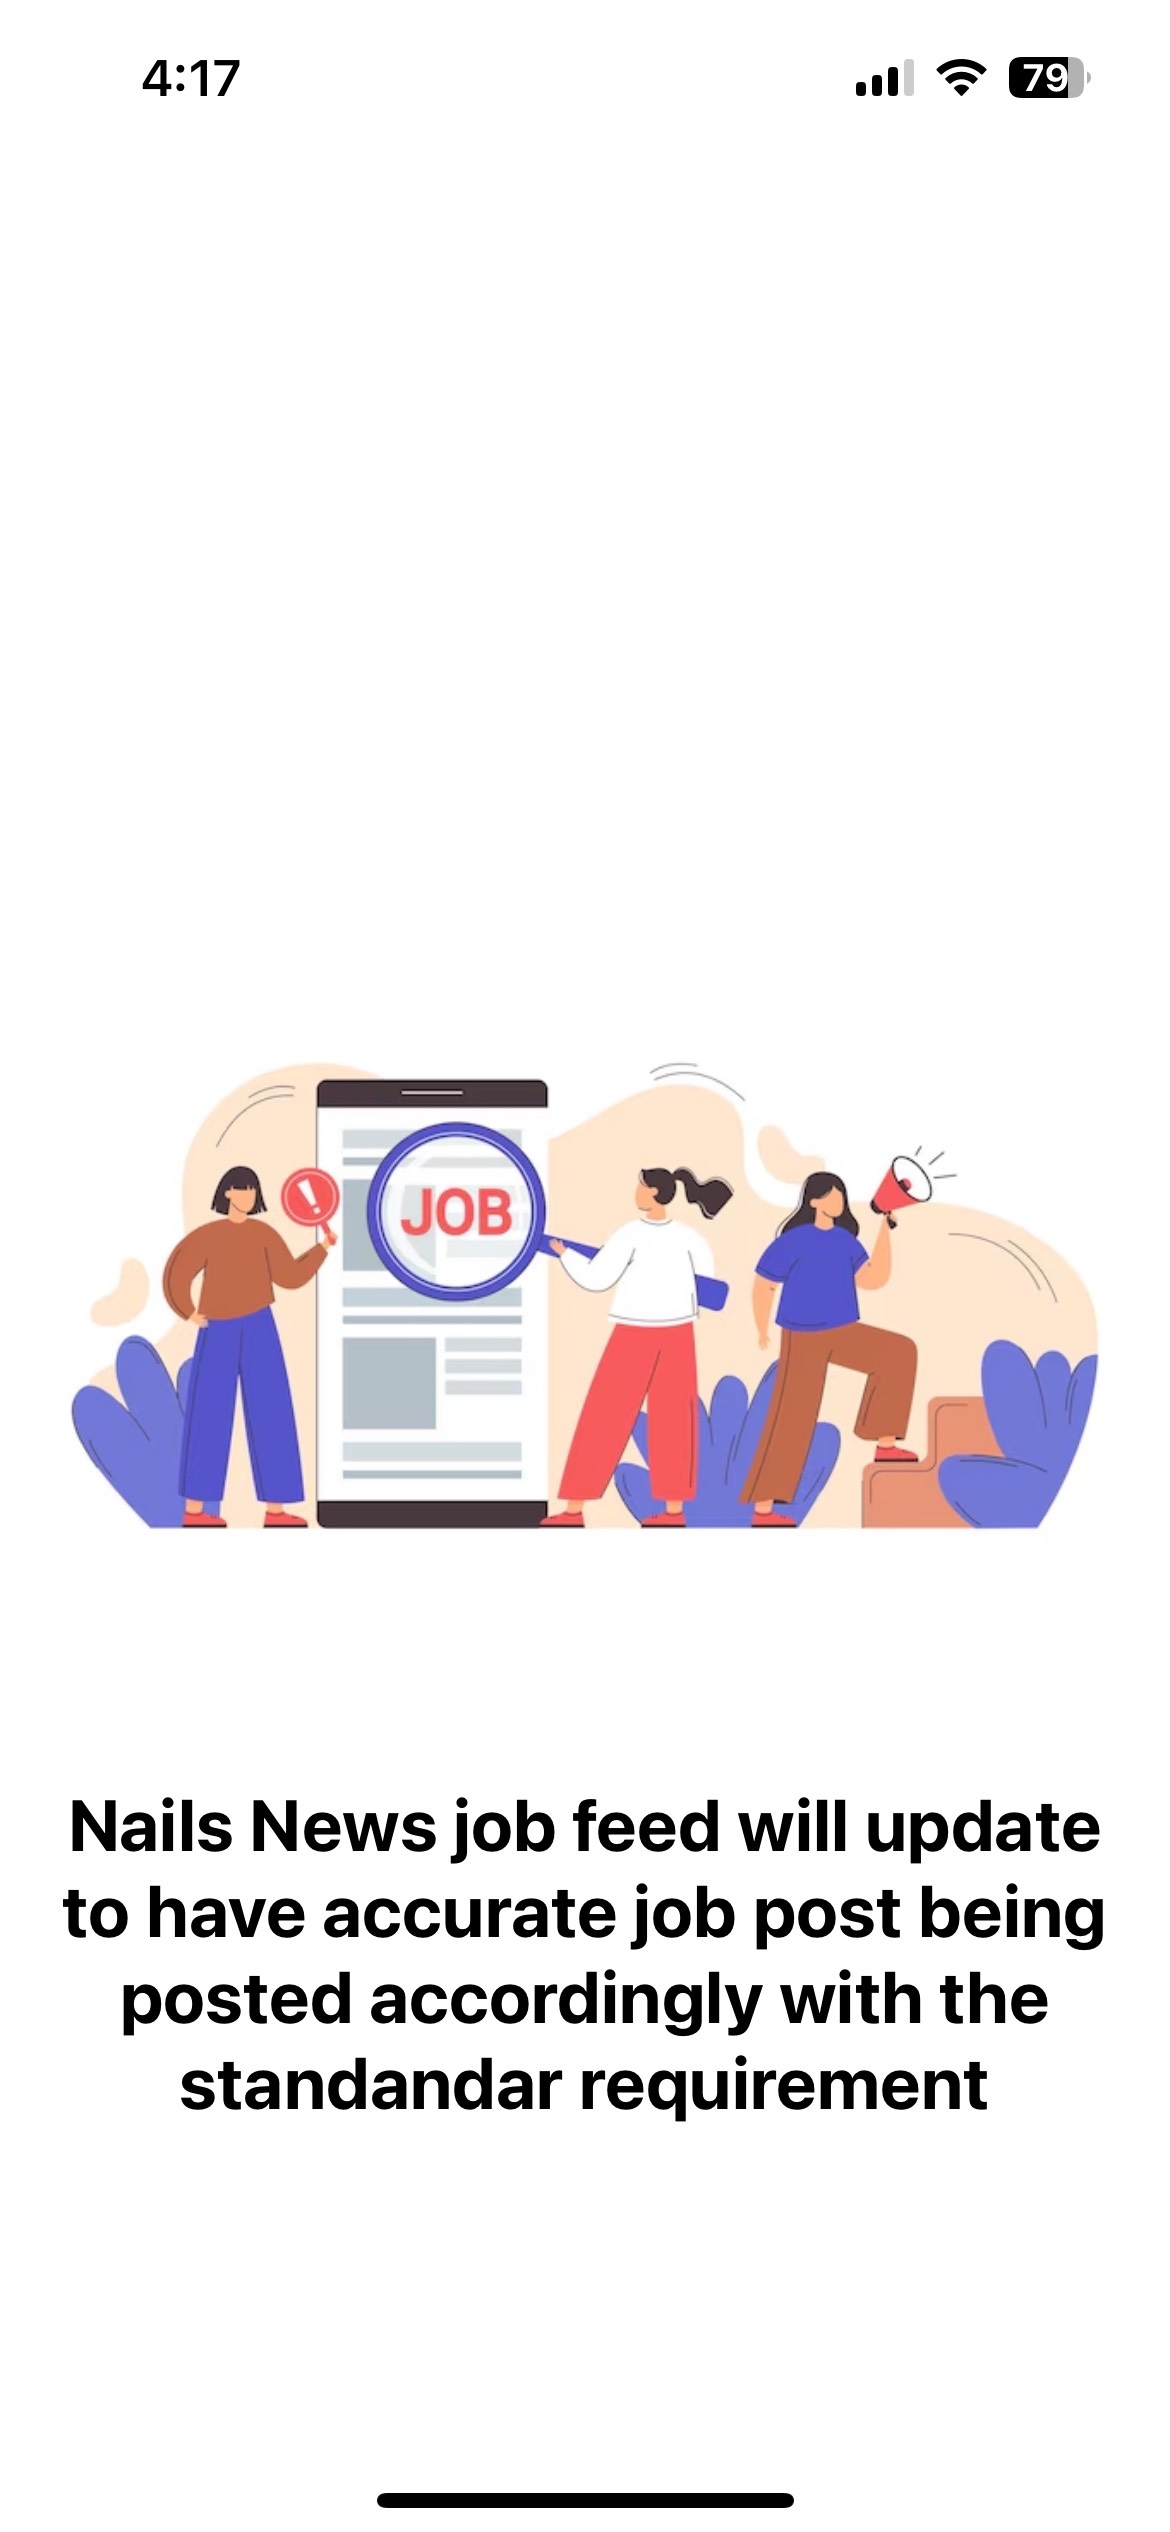 4:17
79
JOB
Nails News job feed will update
to have accurate job post being
posted accordingly with the
standandar requirement